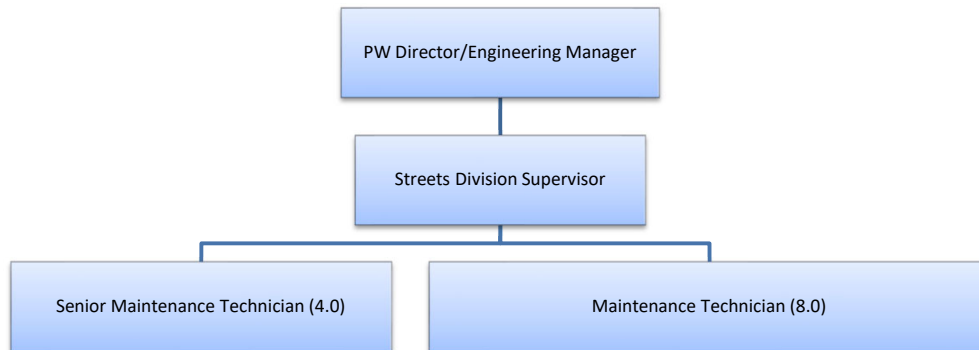 PW Director/Engineering Manager
Streets Division Supervisor
Senior Maintenance Technician (4.0)
Maintenance Technician (8.0)